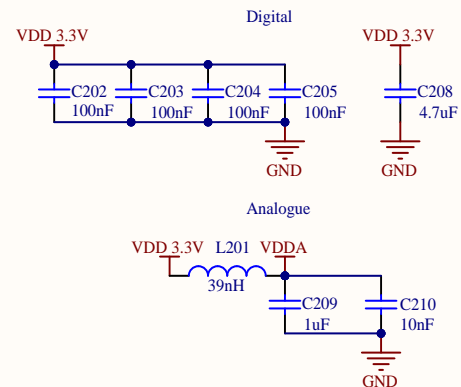 Digital
VDD 3.3V
VDD 3.3V
C202
C203
C204
C205
C208
100nF
100nF
100nF
100nF
4.7uF
GND
GND
Analogue
VDD 3.3V
L201
VDDA
39nH
C209
C210
1uF
10nF
GND